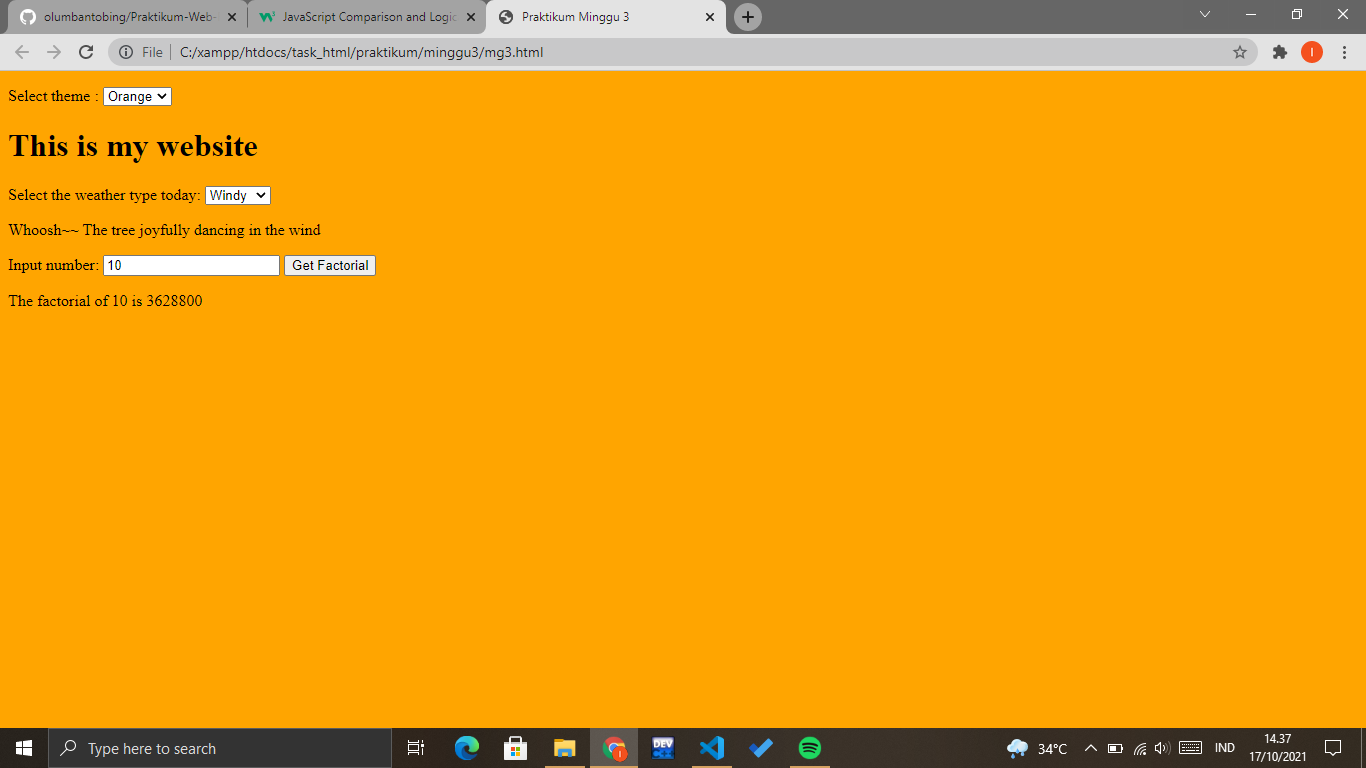 olumbantobing/Praktikum-Web-
JavaScript Comparison and Logic
Praktikum Minggu 3
I
File
C:/xampp/htdocs/task_html/praktikum/minggu3/mg3.html
Select theme : Orange
This is my website
Select the weather type today: Windy
Whoosh~~ The tree joyfully dancing in the wind
Input number: 10 Get Factorial
The factorial of 10 is 3628800
Type here to search
DEV
34°C
IND
14.37
17/10/2021